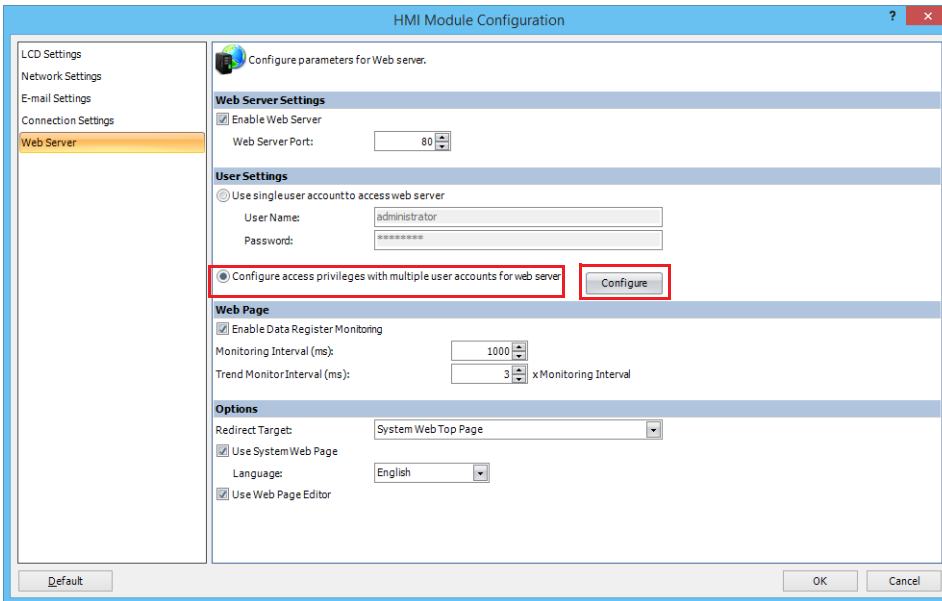 HMI Module Configuration
?
LCD Settings
Network Settings
E-mail Settings
Connection Settings
Web Server
Configure parameters for Web server.
Web Server Settings
Enable Web Server
Web Server Port: 80
User Settings
Use single user account to access web server
User Name: administrator
Password: ********
Configure access privileges with multiple user accounts for web server Configure
Web Page
Enable Data Register Monitoring
Monitoring Interval (ms): 1000
Trend Monitor Interval (ms): 3 x Monitoring Interval
Options
Redirect Target: System Web Top Page
Use System Web Page
Language: English
Use Web Page Editor
Default OK Cancel